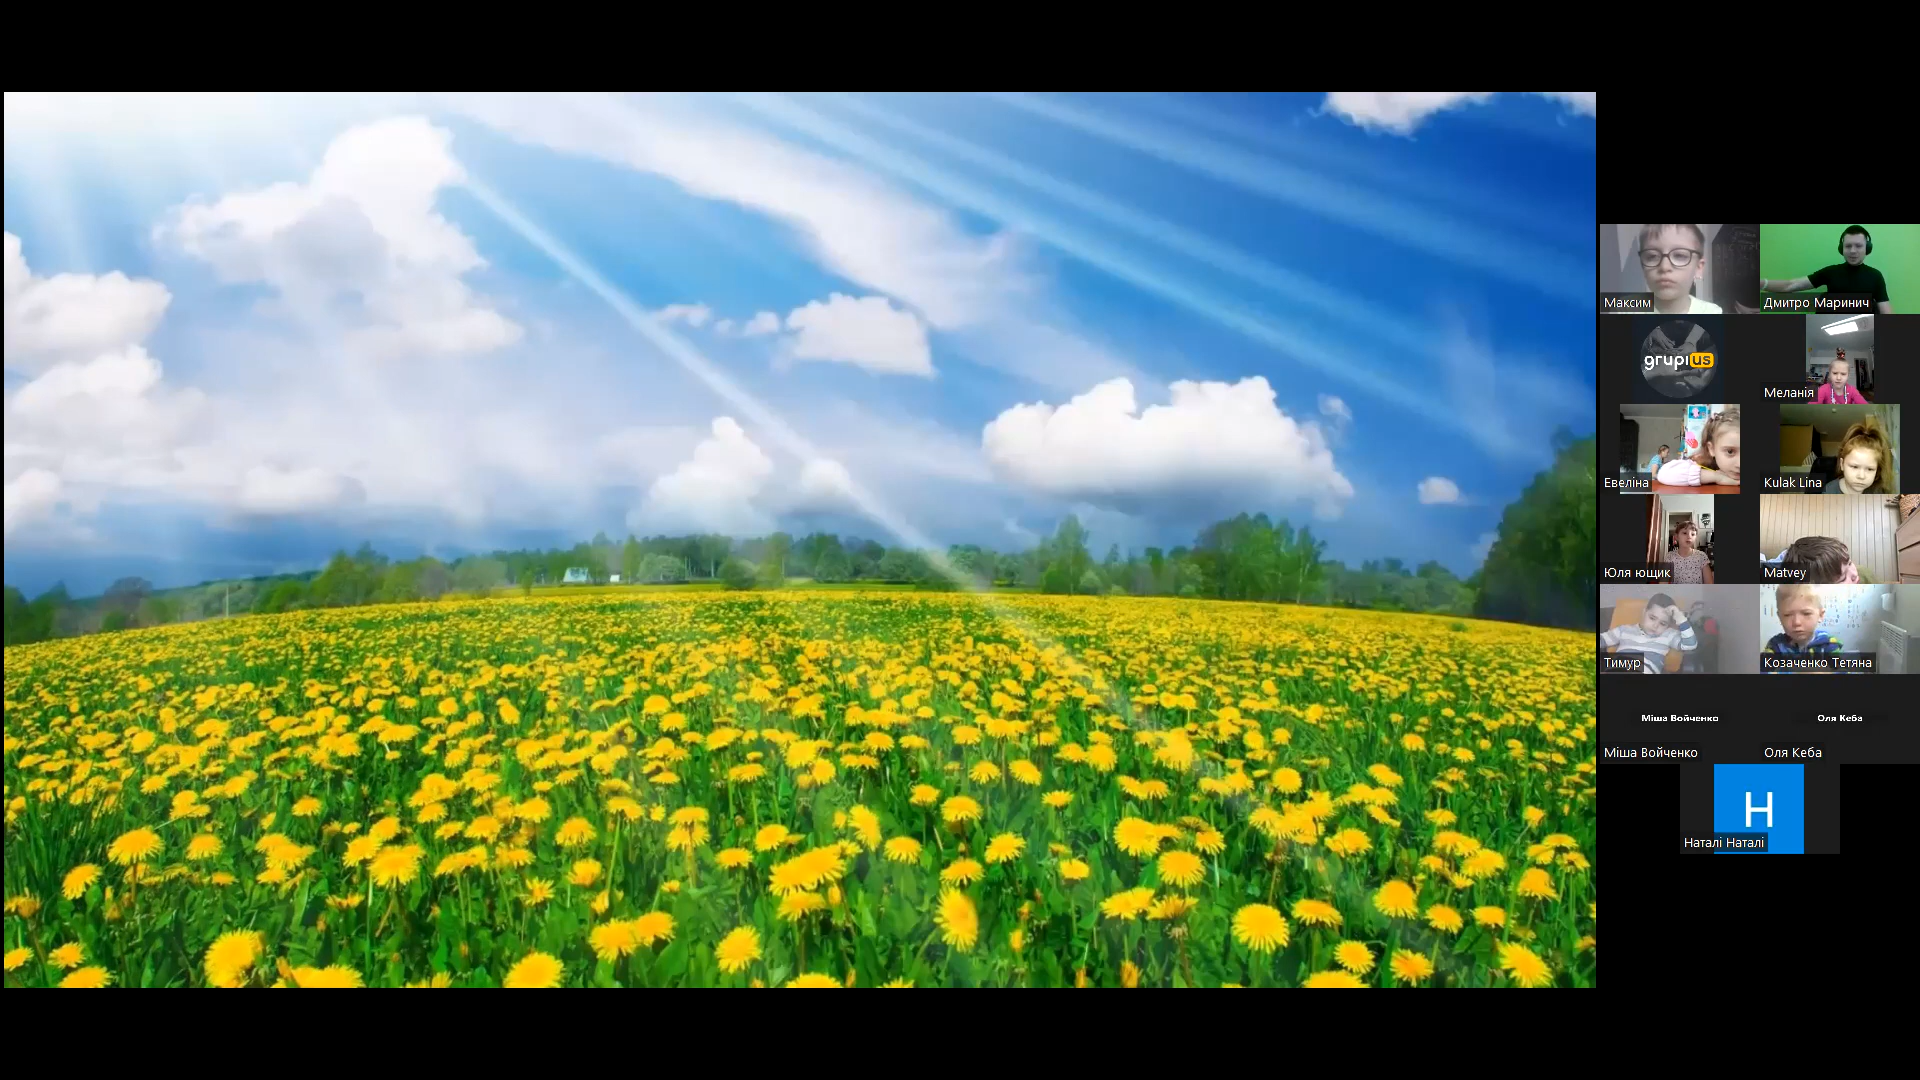 Максим
Дмитро Маринич
grupius
Меланія
Евеліна
Kulak Lina
Юля ющик
Matvey
Тимур
Козаченко Тетяна
Міша Войченко
Оля Кеба
Міша Войченко
Оля Кеба
Н
Наталі Наталі